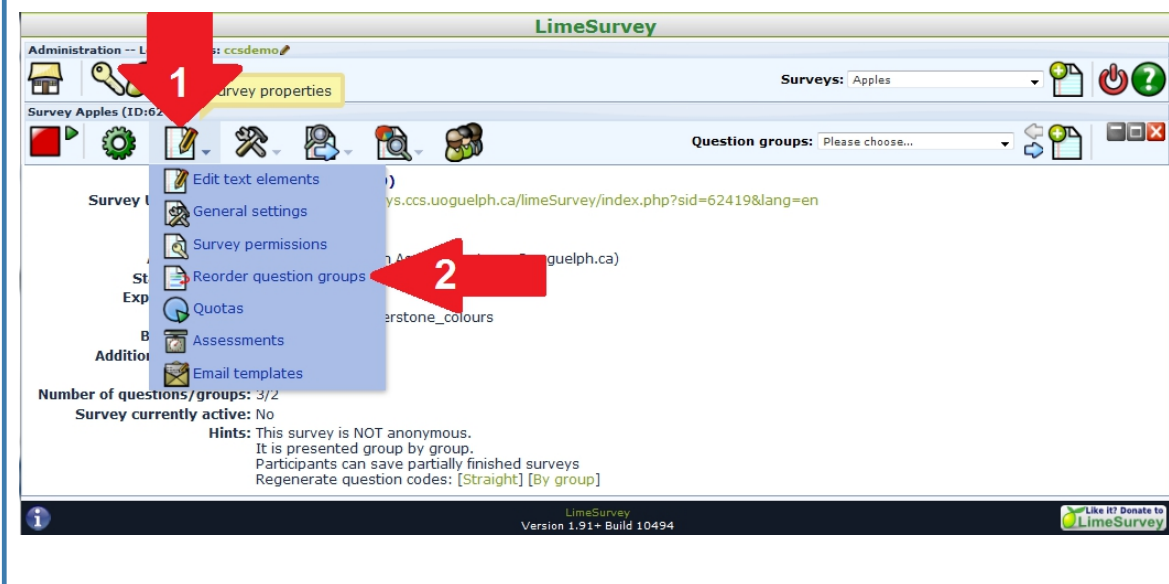 LimeSurvey
Administration -- L s: ccsdemo
1
urvey properties
Surveys: Apples
Survey Apples (ID:62
Question groups: Please choose...
Edit text elements )
Survey ys.ccs.uoguelph.ca/limeSurvey/index.php?sid=62419&lang=en
General settings
Survey permissions
guelph.ca)
St Reorder question groups 2
Exp
Quotas
erstone_colours
B Assessments
Addition
Email templates
Number of questions/groups: 3/2
Survey currently active: No
Hints: This survey is NOT anonymous.
It is presented group by group.
Participants can save partially finished surveys
Regenerate question codes: [Straight] [By group]
LimeSurvey
Version 1.91+ Build 10494
Like it? Donate to
LimeSurvey